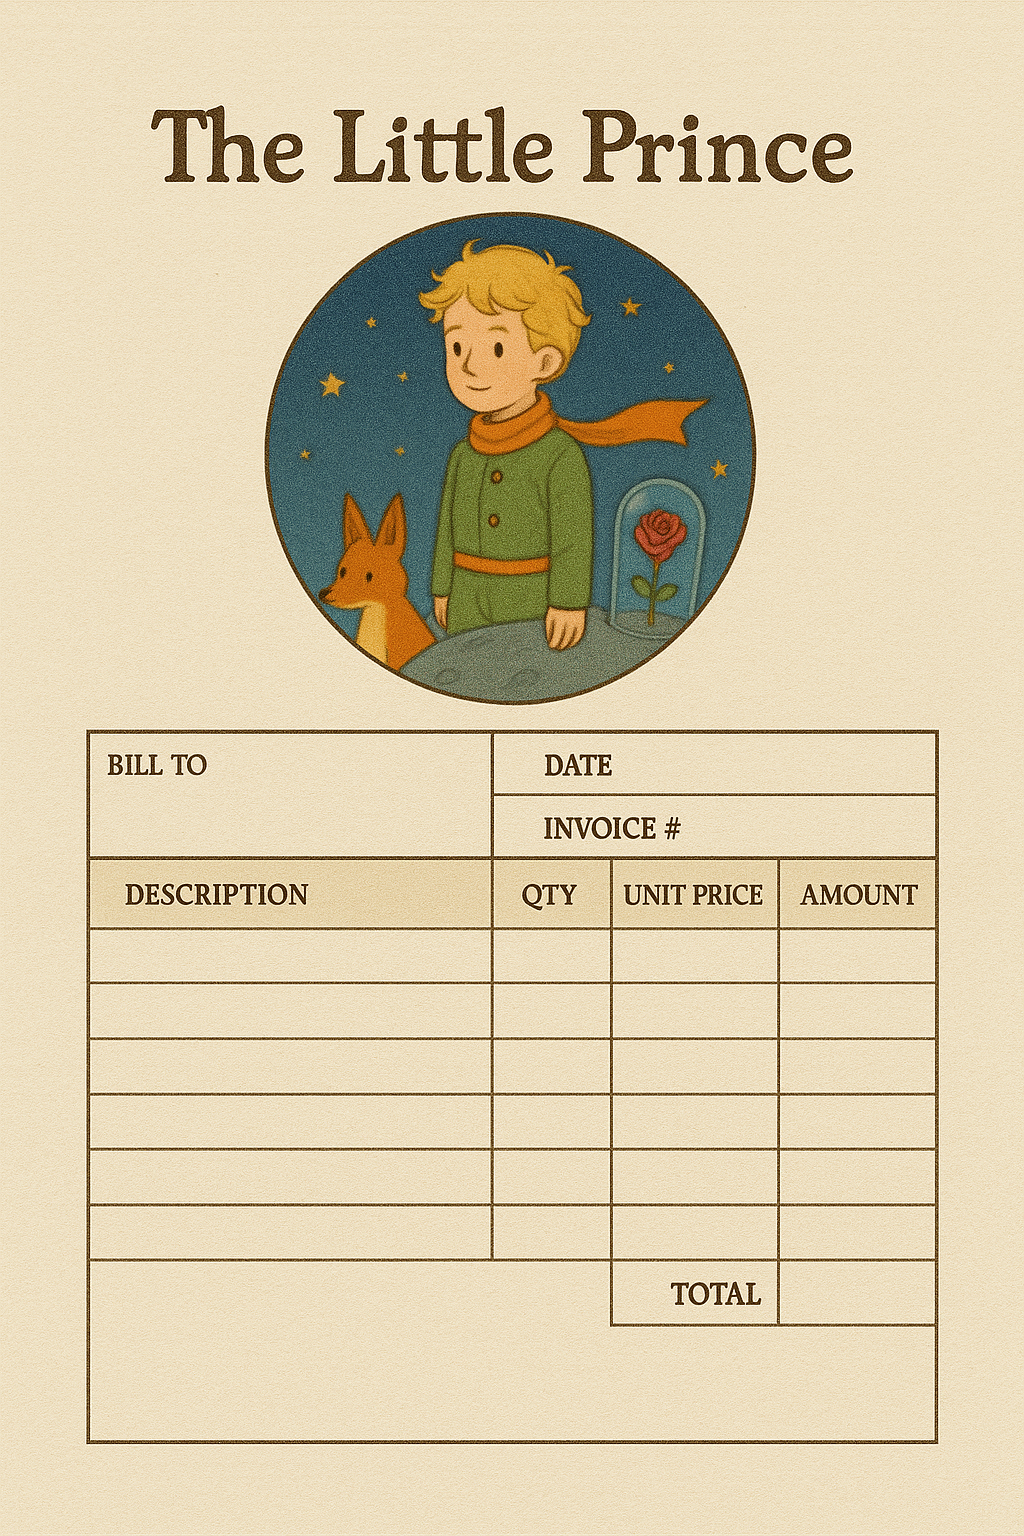 The Little Prince
BILL TO
DATE
INVOICE #
DESCRIPTION QTY UNIT PRICE AMOUNT
TOTAL